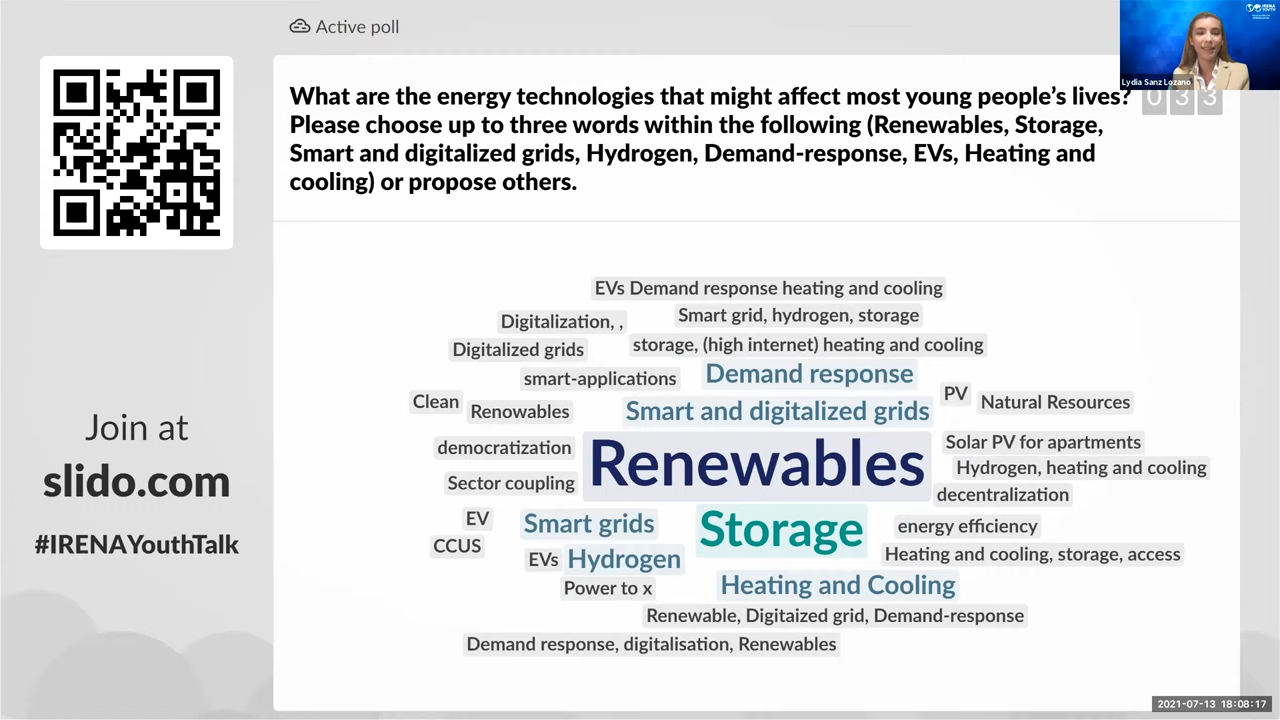 Active poll
IRENA
YOUTH
Lydia Sanz Lozano
What are the energy technologies that might affect most young people's lives?
033
Please choose up to three words within the following (Renewables, Storage,
Smart and digitalized grids, Hydrogen, Demand-response, EVs, Heating and
cooling) or propose others.
EVs Demand response heating and cooling
Digitalization, ,
Smart grid, hydrogen, storage
Digitalized grids
storage, (high internet) heating and cooling
smart-applications
Demand response
Clean
Renowables
Smart and digitalized grids
PV
Natural Resources
democratization
Renewables
Solar PV for apartments
Hydrogen, heating and cooling
Sector coupling
decentralization
EV
Smart grids
Storage
energy efficiency
CCUS
EVs
Hydrogen
Heating and cooling, storage, access
Power to x
Heating and Cooling
Renewable, Digitaized grid, Demand-response
Demand response, digitalisation, Renewables
Join at
slido.com
#IRENAYouthTalk
2021-07-13 18:08:17